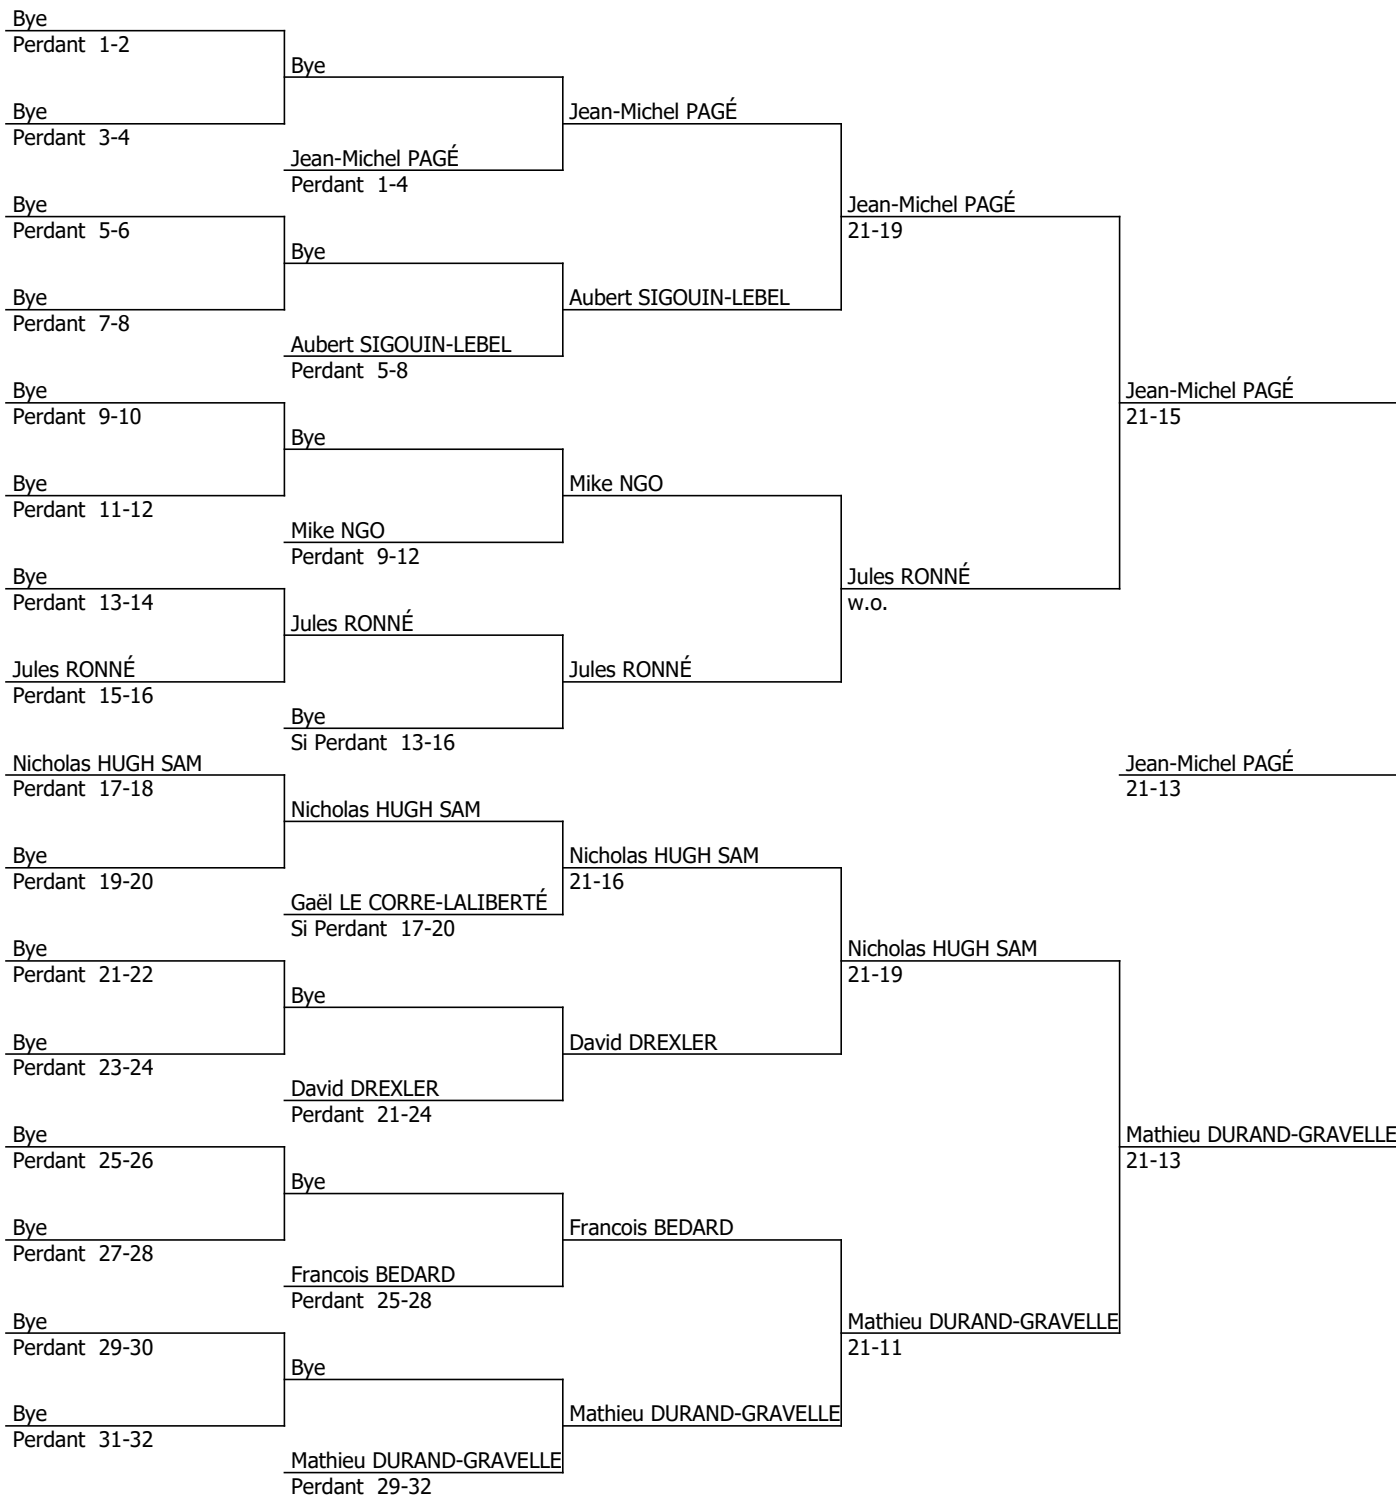 Bye
Perdant 1-2
Bye
Perdant 3-4
Bye
Perdant 5-6
Bye
Perdant 7-8
Bye
Perdant 9-10
Bye
Perdant 11-12
Bye
Perdant 13-14
Jules RONNÉ
Perdant 15-16
Nicholas HUGH SAM
Perdant 17-18
Bye
Perdant 19-20
Bye
Perdant 21-22
Bye
Perdant 23-24
Bye
Perdant 25-26
Bye
Perdant 27-28
Bye
Perdant 29-30
Bye
Perdant 31-32
Bye
Jean-Michel PAGÉ
Perdant 1-4
Bye
Aubert SIGOUIN-LEBEL
Perdant 5-8
Bye
Mike NGO
Perdant 9-12
Jules RONNÉ
Bye
Si Perdant 13-16
Nicholas HUGH SAM
Gaël LE CORRE-LALIBERTÉ
Si Perdant 17-20
Bye
David DREXLER
Perdant 21-24
Bye
Francois BEDARD
Perdant 25-28
Bye
Mathieu DURAND-GRAVELLE
Perdant 29-32
Jean-Michel PAGÉ
Aubert SIGOUIN-LEBEL
Mike NGO
Jules RONNÉ
Nicholas HUGH SAM
21-16
David DREXLER
Francois BEDARD
Mathieu DURAND-GRAVELLE
Jean-Michel PAGÉ
21-19
Jules RONNÉ
w.o.
Nicholas HUGH SAM
21-19
Mathieu DURAND-GRAVELLE
21-11
Jean-Michel PAGÉ
21-15
Jean-Michel PAGÉ
21-13
Mathieu DURAND-GRAVELLE
21-13